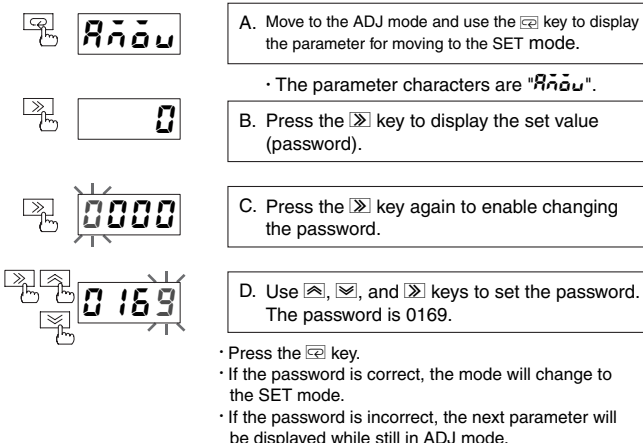 A. Move to the ADJ mode and use the key to display
the parameter for moving to the SET mode.
· The parameter characters are "".
0
B. Press the key to display the set value
(password).
0000
C. Press the key again to enable changing
the password.
0169
D. Use , , and keys to set the password.
The password is 0169.
· Press the key.
· If the password is correct, the mode will change to
the SET mode.
· If the password is incorrect, the next parameter will
be displayed while still in ADJ mode.